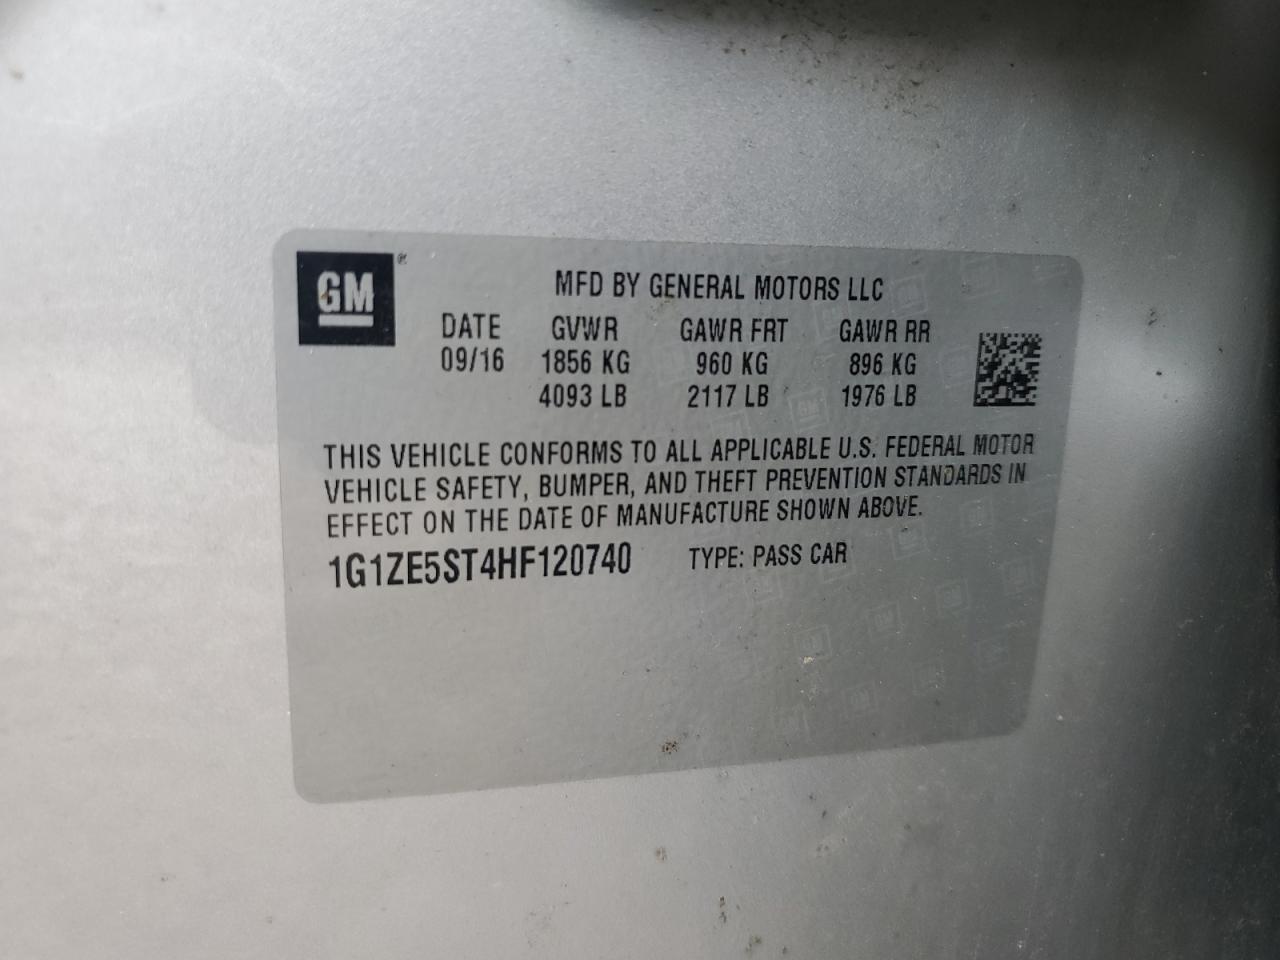 GM®
MFD BY GENERAL MOTORS LLC
DATE GVWR GAWR FRT GAWR RR
09/16 1856 KG 960 KG 896 KG
4093 LB 2117 LB 1976 LB
THIS VEHICLE CONFORMS TO ALL APPLICABLE U.S. FEDERAL MOTOR
VEHICLE SAFETY, BUMPER, AND THEFT PREVENTION STANDARDS IN
EFFECT ON THE DATE OF MANUFACTURE SHOWN ABOVE.
1G1ZE5ST4HF120740 TYPE: PASS CAR